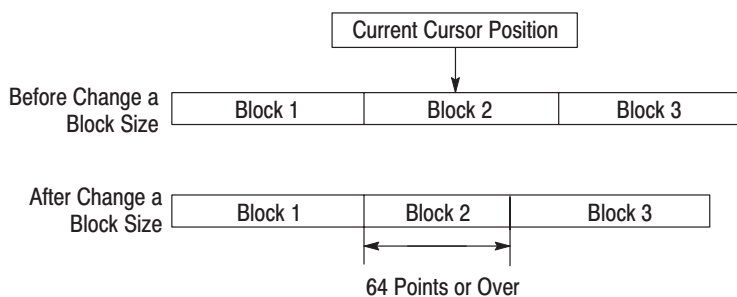 Current Cursor Position
Before Change a
Block Size
Block 1 Block 2 Block 3
After Change a
Block Size
Block 1 Block 2 Block 3
64 Points or Over